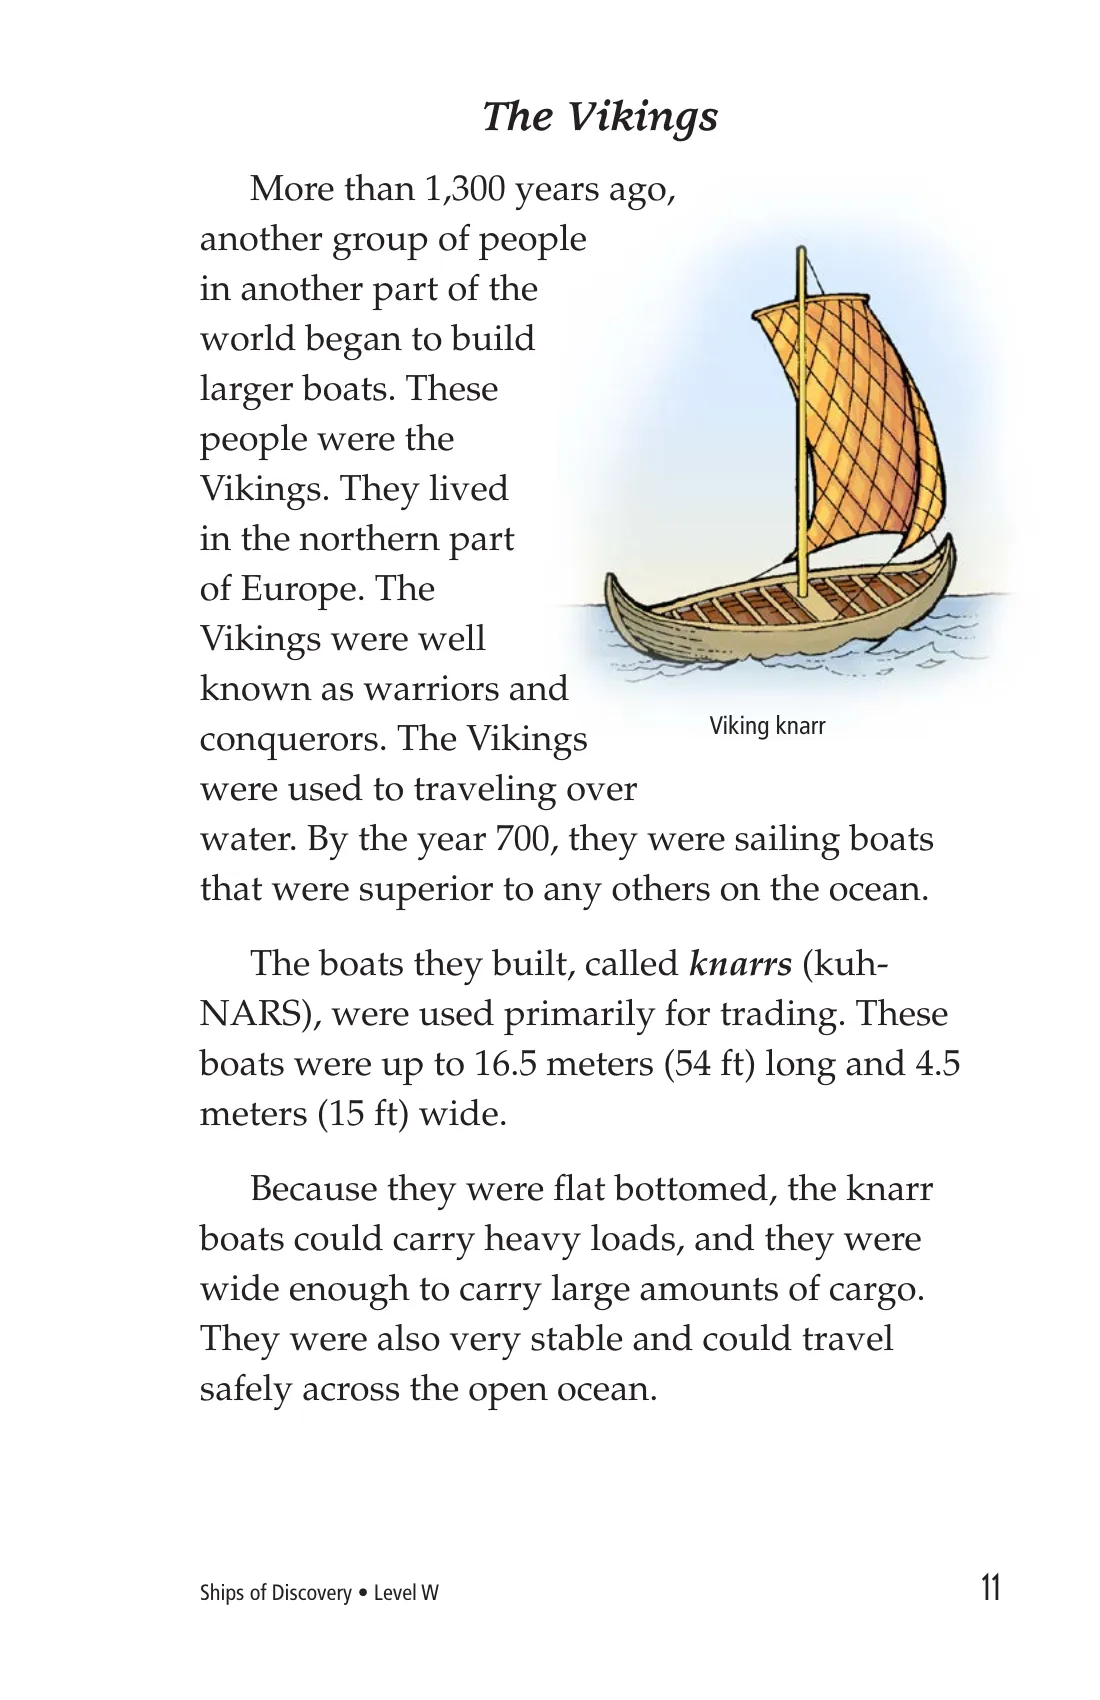 The Vikings
More than 1,300 years ago,
another group of people
in another part of the
world began to build
larger boats. These
people were the
Vikings. They lived
in the northern part
of Europe. The
Vikings were well
known as warriors and
conquerors. The Vikings
were used to traveling over
water. By the year 700, they were sailing boats
that were superior to any others on the ocean.
Viking knarr
The boats they built, called knarrs (kuh-
NARS), were used primarily for trading. These
boats were up to 16.5 meters (54 ft) long and 4.5
meters (15 ft) wide.
Because they were flat bottomed, the knarr
boats could carry heavy loads, and they were
wide enough to carry large amounts of cargo.
They were also very stable and could travel
safely across the open ocean.
Ships of Discovery • Level W
11